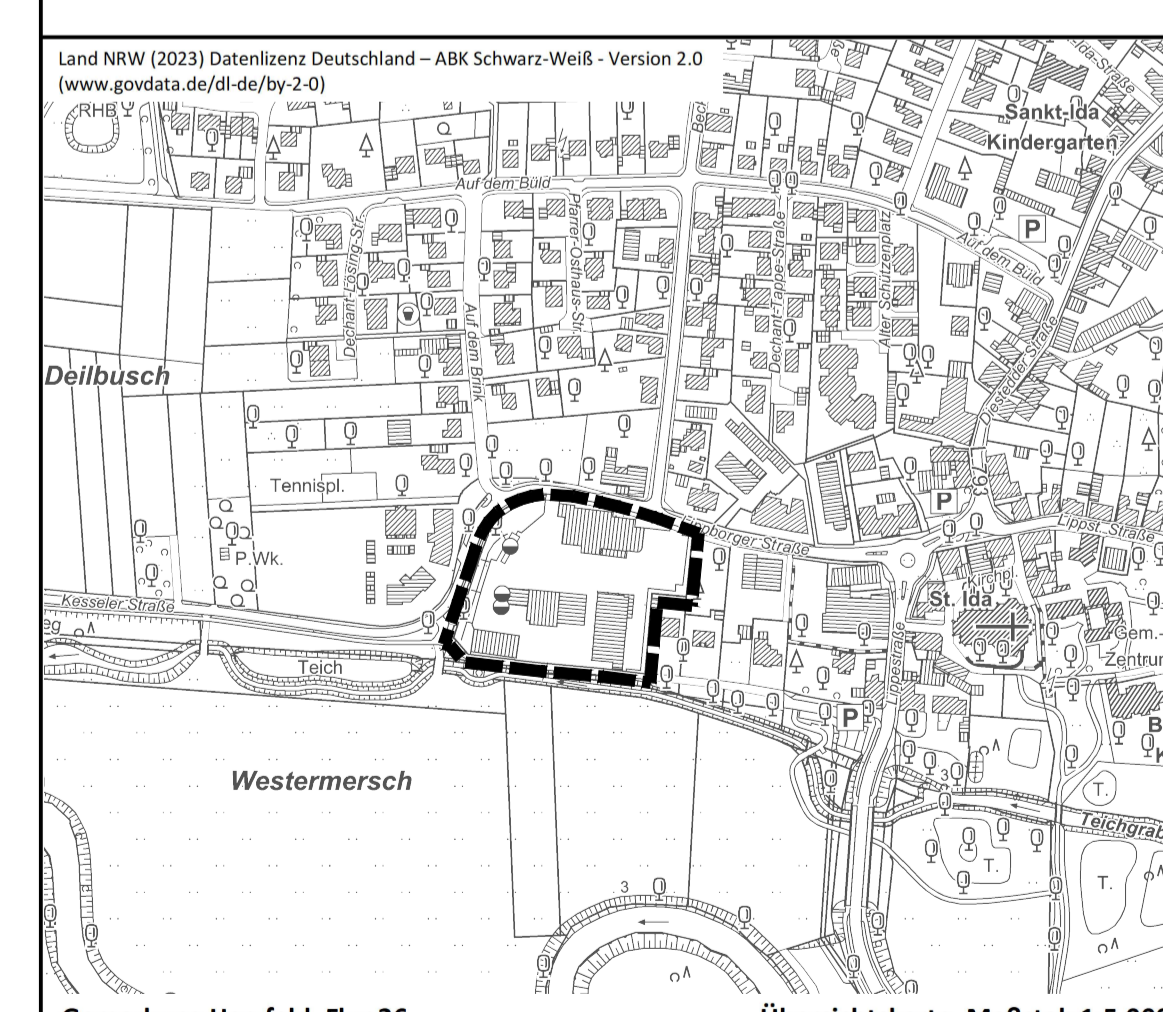 Land NRW (2023) Datenlizenz Deutschland – ABK Schwarz-Weiß - Version 2.0
(www.govdata.de/dl-de/by-2-0)
RHB
Sankt-Ida
Kindergarten
Auf dem Büld
P
Auf dem Büld
Dechant-Lösing-Str.
Auf dem Brink
Pfarrer-Osthaus-Str.
Dechant-Tappe-Straße
Alter Schützenplatz
Diestedder Straße
Deilbusch
Tennispl.
793
P
Lippborger Straße
Lippst. Straße
P.Wk.
Kirchpl.
St. Ida
Kesseler Straße
Gem.-
Teich
Lippestraße
P
Westermersch
3
T.
T.
T.
3